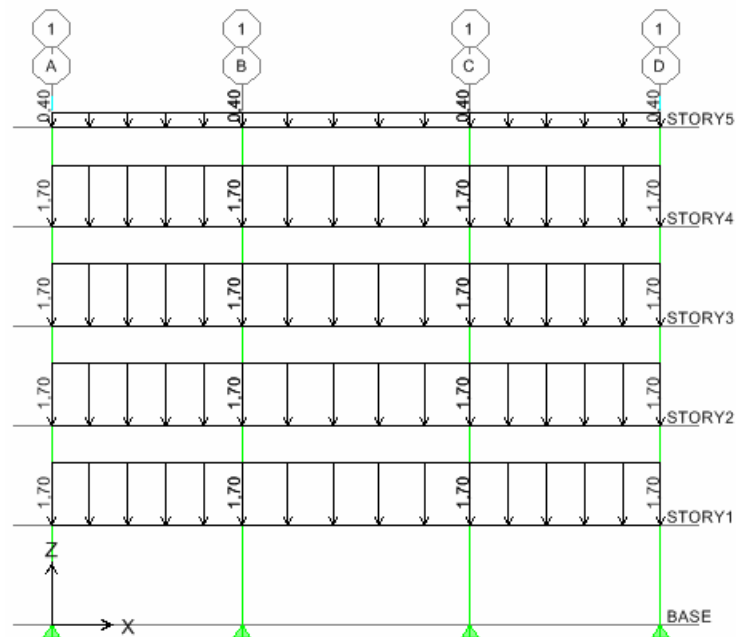 1 1 1 1
A B C D
0.40 0.40 0.40 0.40 STORY5
1.70 1.70 1.70 1.70 STORY4
1.70 1.70 1.70 1.70 STORY3
1.70 1.70 1.70 1.70 STORY2
1.70 1.70 1.70 1.70 STORY1
Z
X BASE